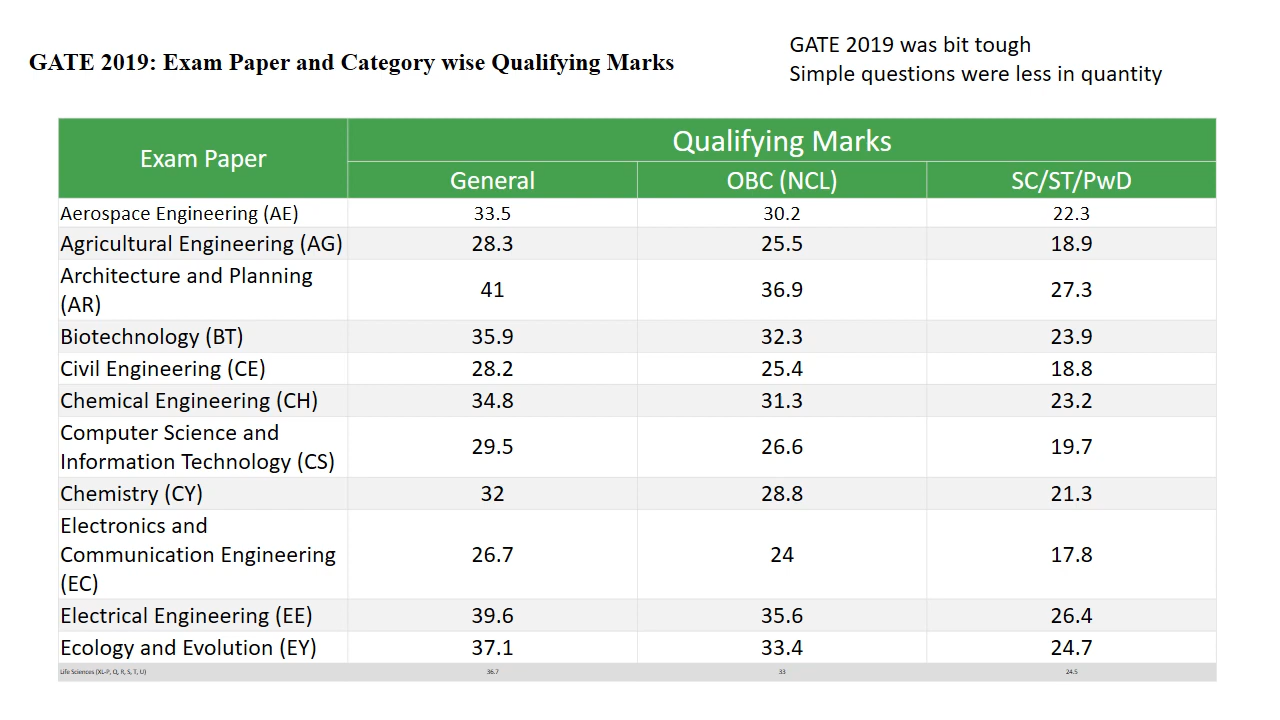 GATE 2019: Exam Paper and Category wise Qualifying Marks
GATE 2019 was bit tough
Simple questions were less in quantity
Exam Paper
Qualifying Marks
General OBC (NCL) SC/ST/PwD
Aerospace Engineering (AE) 33.5 30.2 22.3
Agricultural Engineering (AG) 28.3 25.5 18.9
Architecture and Planning
(AR) 41 36.9 27.3
Biotechnology (BT) 35.9 32.3 23.9
Civil Engineering (CE) 28.2 25.4 18.8
Chemical Engineering (CH) 34.8 31.3 23.2
Computer Science and
Information Technology (CS) 29.5 26.6 19.7
Chemistry (CY) 32 28.8 21.3
Electronics and
Communication Engineering 26.7 24 17.8
(EC)
Electrical Engineering (EE) 39.6 35.6 26.4
Ecology and Evolution (EY) 37.1 33.4 24.7
Life Sciences (XL-P, Q, R, S, T, U) 36.7 33 24.5